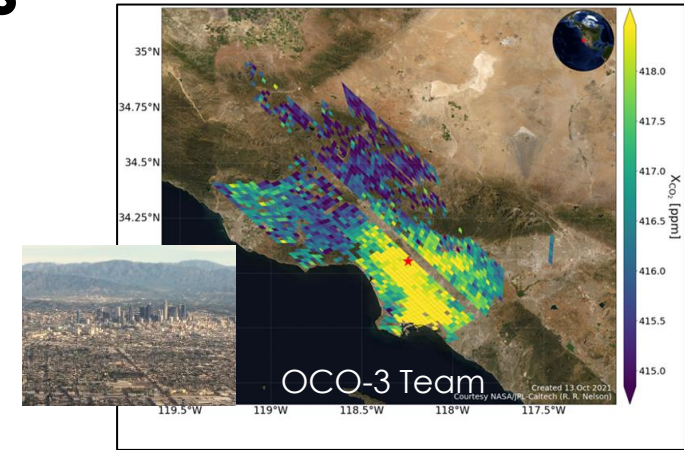 35°N
34.75°N
34.5°N
34.25°N
418.0
417.5
417.0
416.5
416.0
415.5
415.0
XCO₂ [ppm]
OCO-3 Team
Created 13 Oct 2021
Courtesy NASA/JPL-Caltech (R. R. Nelson)
119.5°W
119°W
118.5°W
118°W
117.5°W